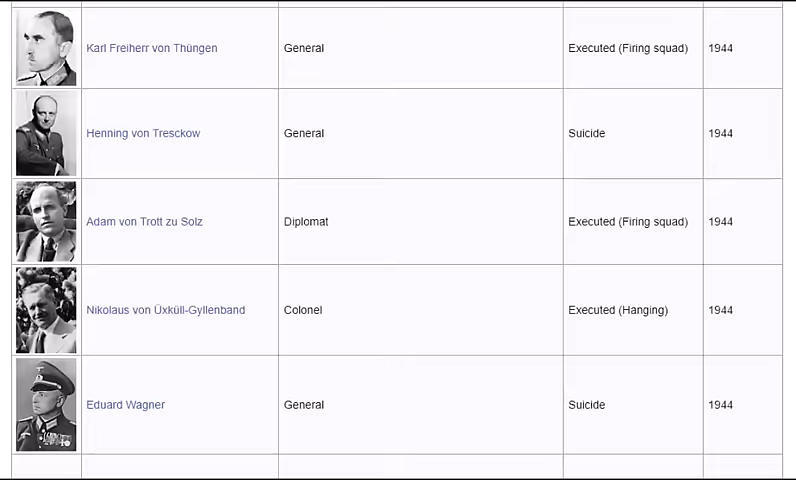 Karl Freiherr von Thüngen General Executed (Firing squad) 1944
Henning von Tresckow General Suicide 1944
Adam von Trott zu Solz Diplomat Executed (Firing squad) 1944
Nikolaus von Üxküll-Gyllenband Colonel Executed (Hanging) 1944
Eduard Wagner General Suicide 1944